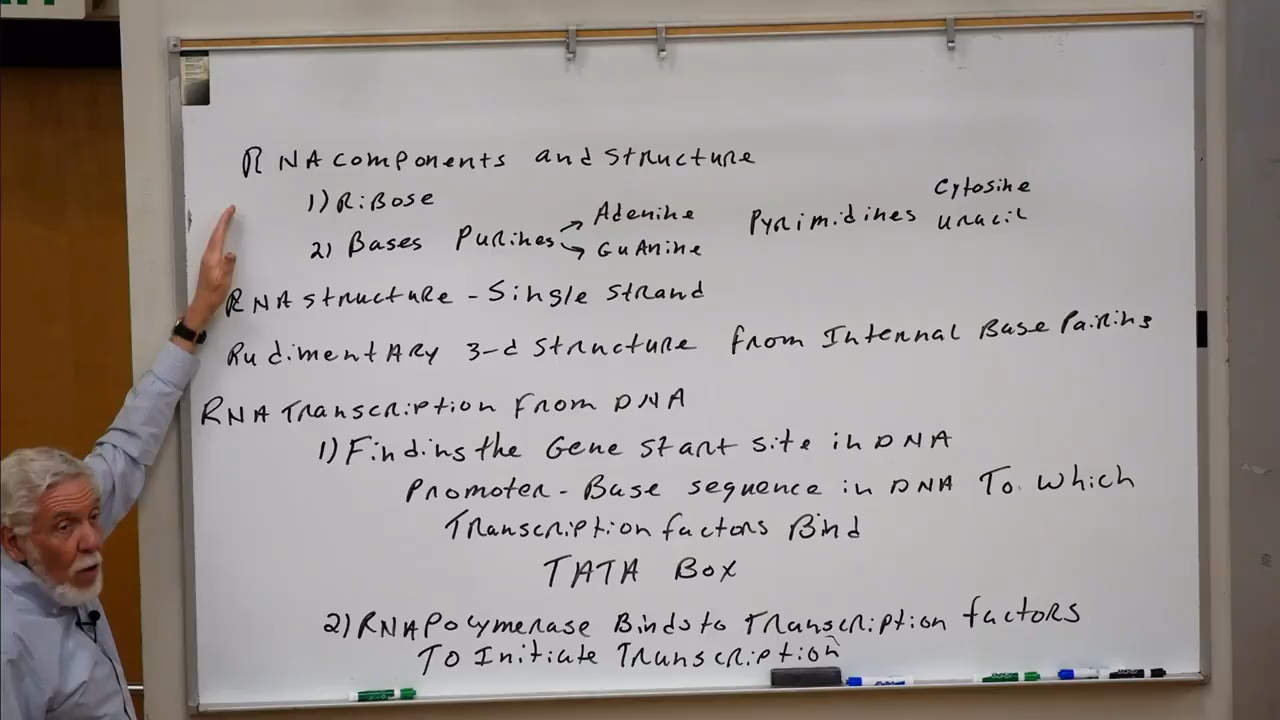 RNA components and structure
1) Ribose
2) Bases Purines → Adenine Pyrimidines Cytosine
→ Guanine Uracil
RNA structure - Single strand
Rudimentary 3-d structure from Internal Base Pairing
RNA Transcription From DNA
1) Finding the Gene start site in DNA
Promoter - Base sequence in DNA To which
Transcription factors Bind
TATA Box
2) RNA Polymerase Binds to Transcription factors
To Initiate Transcription